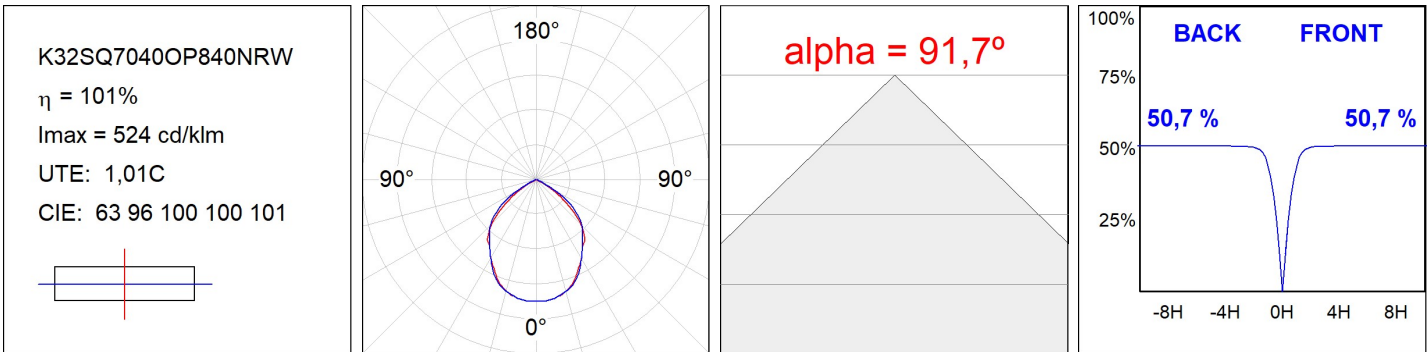 K32SQ7040OP840NRW
η = 101%
Imax = 524 cd/klm
UTE: 1,01C
CIE: 63 96 100 100 101
180°
90° 90°
0°
alpha = 91,7º
100%
BACK FRONT
75%
50,7 % 50,7 %
50%
25%
-8H -4H 0H 4H 8H